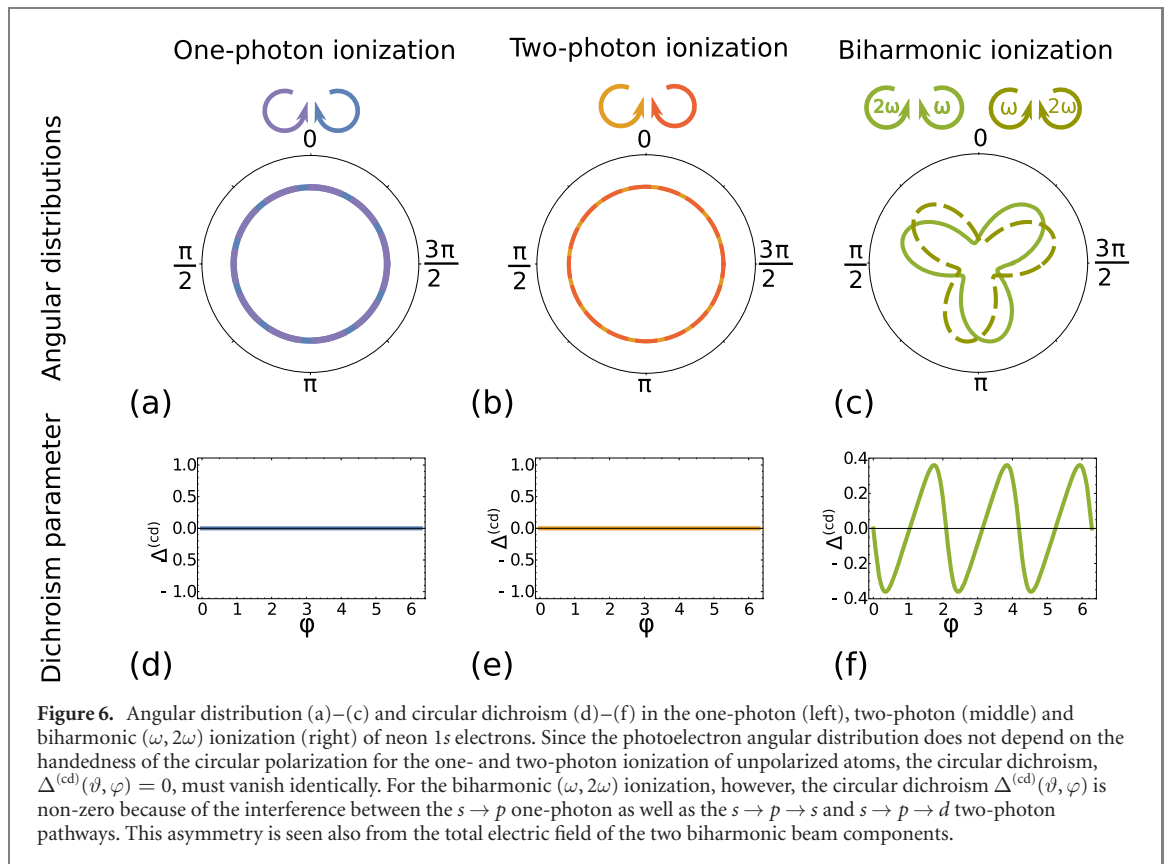 One-photon ionization
Two-photon ionization
Biharmonic ionization
2ω ω ω 2ω
Angular distributions
0
π/2
3π/2
π
(a)
0
π/2
3π/2
π
(b)
0
π/2
3π/2
π
(c)
Dichroism parameter
Δ(cd)
1.0
0.5
0.0
- 0.5
- 1.0
0 1 2 3 4 5 6
φ
(d)
Δ(cd)
1.0
0.5
0.0
- 0.5
- 1.0
0 1 2 3 4 5 6
φ
(e)
Δ(cd)
0.4
0.2
0.0
-
- 0.4
0 1 2 3 4 5 6
φ
(f)
Figure 6. Angular distribution (a)–(c) and circular dichroism (d)–(f) in the one-photon (left), two-photon (middle) and
biharmonic (ω, 2ω) ionization (right) of neon 1s electrons. Since the photoelectron angular distribution does not depend on the
handedness of the circular polarization for the one- and two-photon ionization of unpolarized atoms, the circular dichroism,
Δ(cd)(ϑ, φ) = 0, must vanish identically. For the biharmonic (ω, 2ω) ionization, however, the circular dichroism Δ(cd)(ϑ, φ) is
non-zero because of the interference between the s → p one-photon as well as the s → p → s and s → p → d two-photon
pathways. This asymmetry is seen also from the total electric field of the two biharmonic beam components.